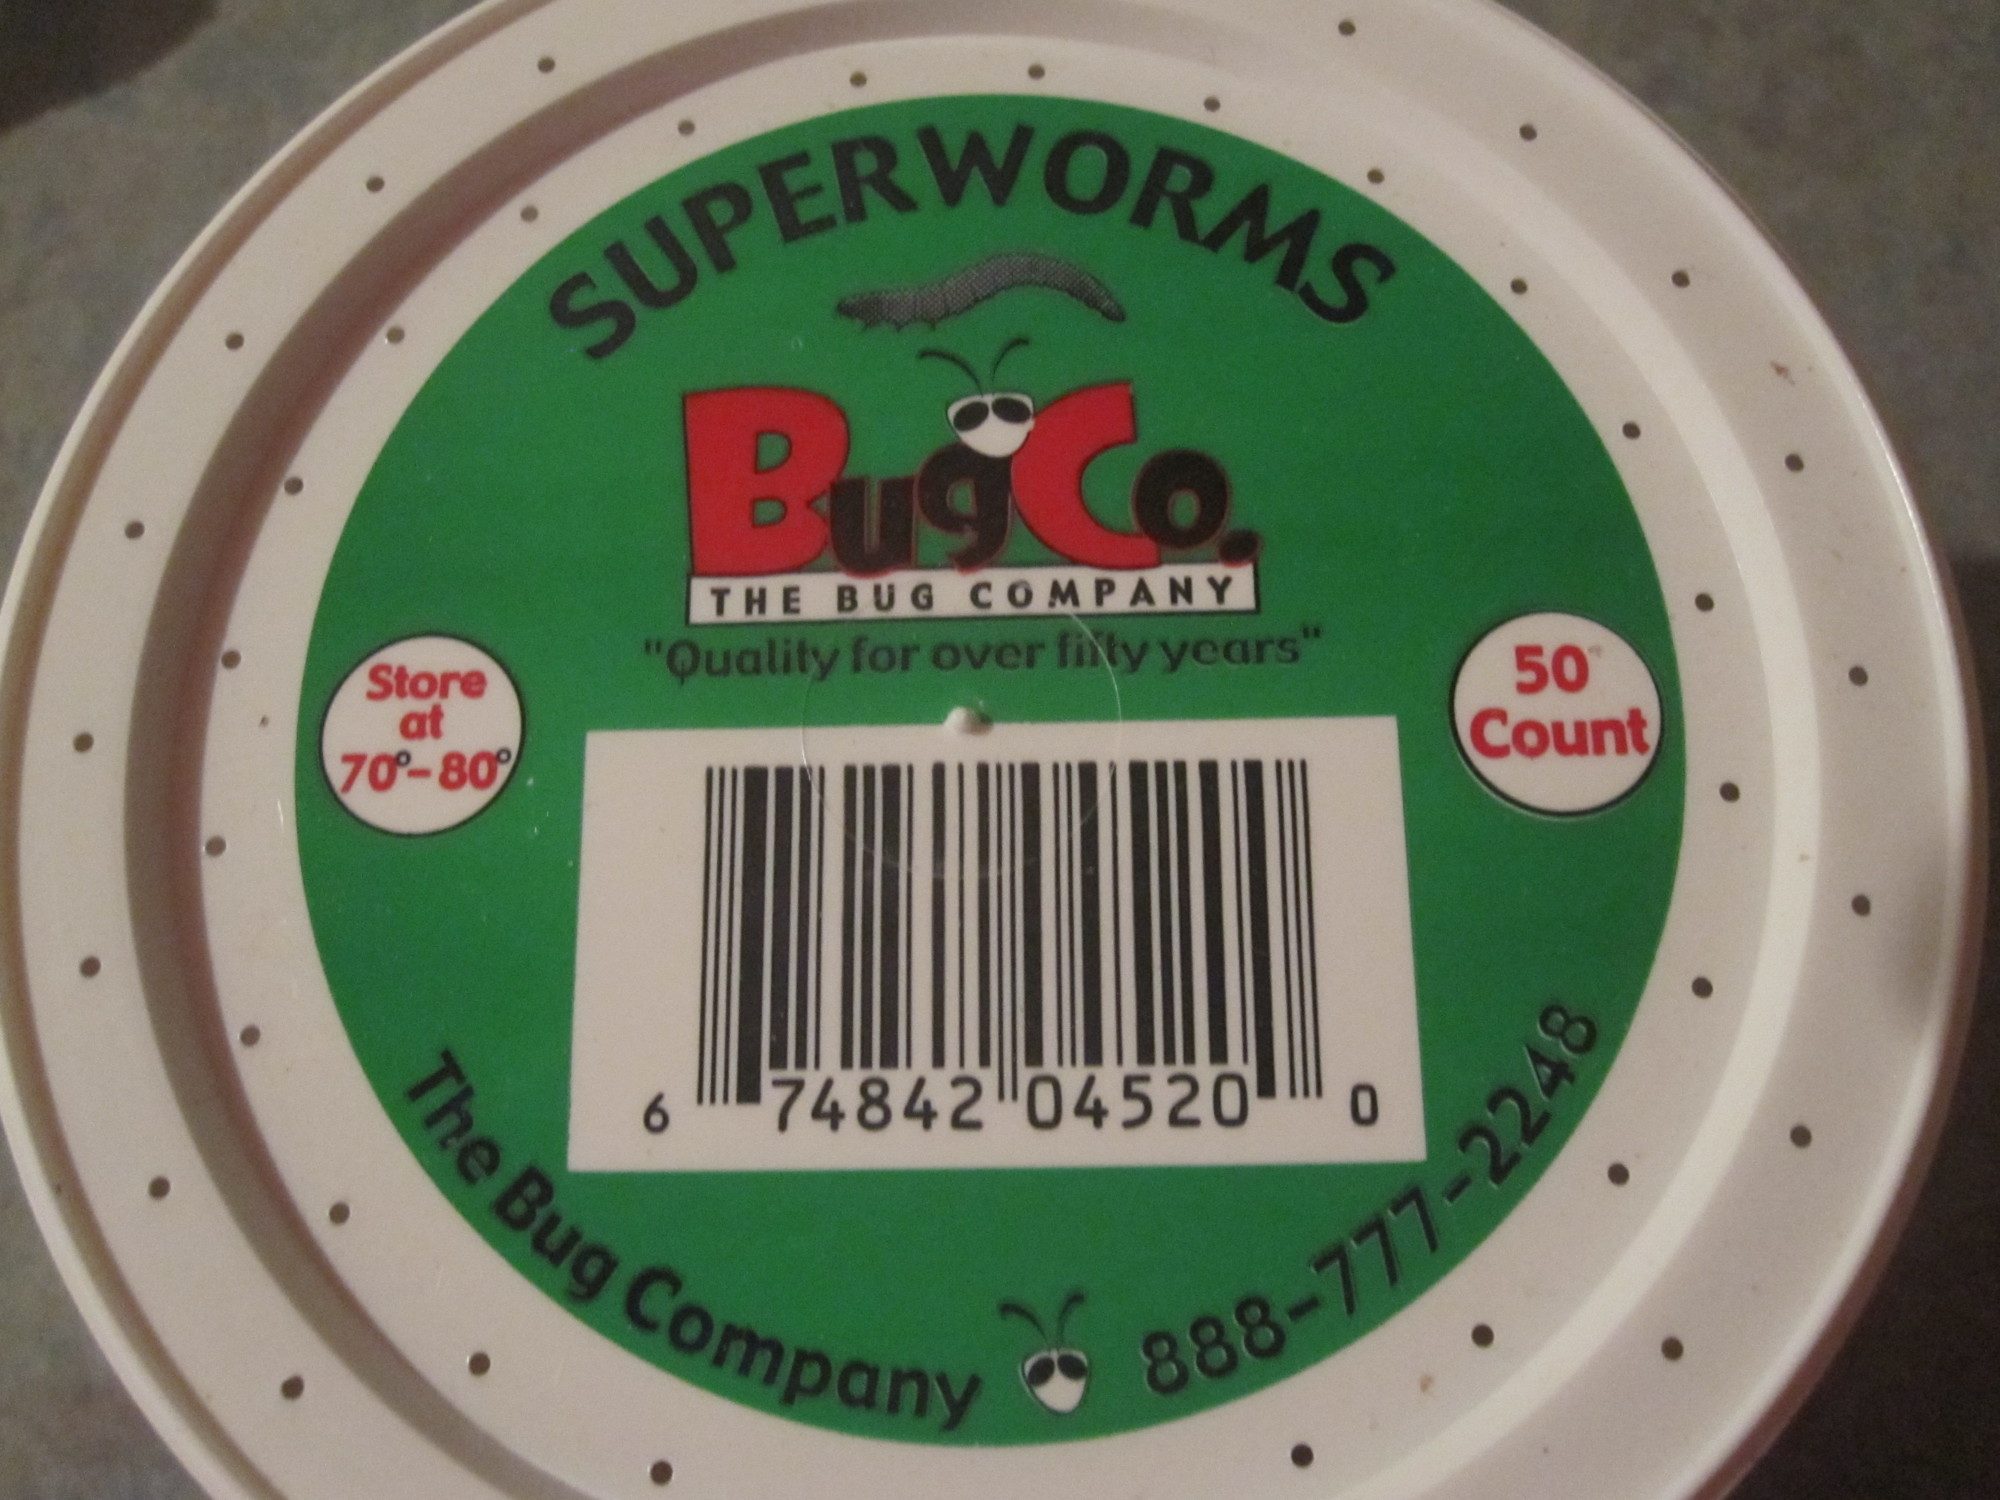 SUPERWORMS
BugCo.
THE BUG COMPANY
"Quality for over fifty years"
Store
at
70°-80°
50
Count
6 74842 04520 0
The Bug Company
888-777-2248